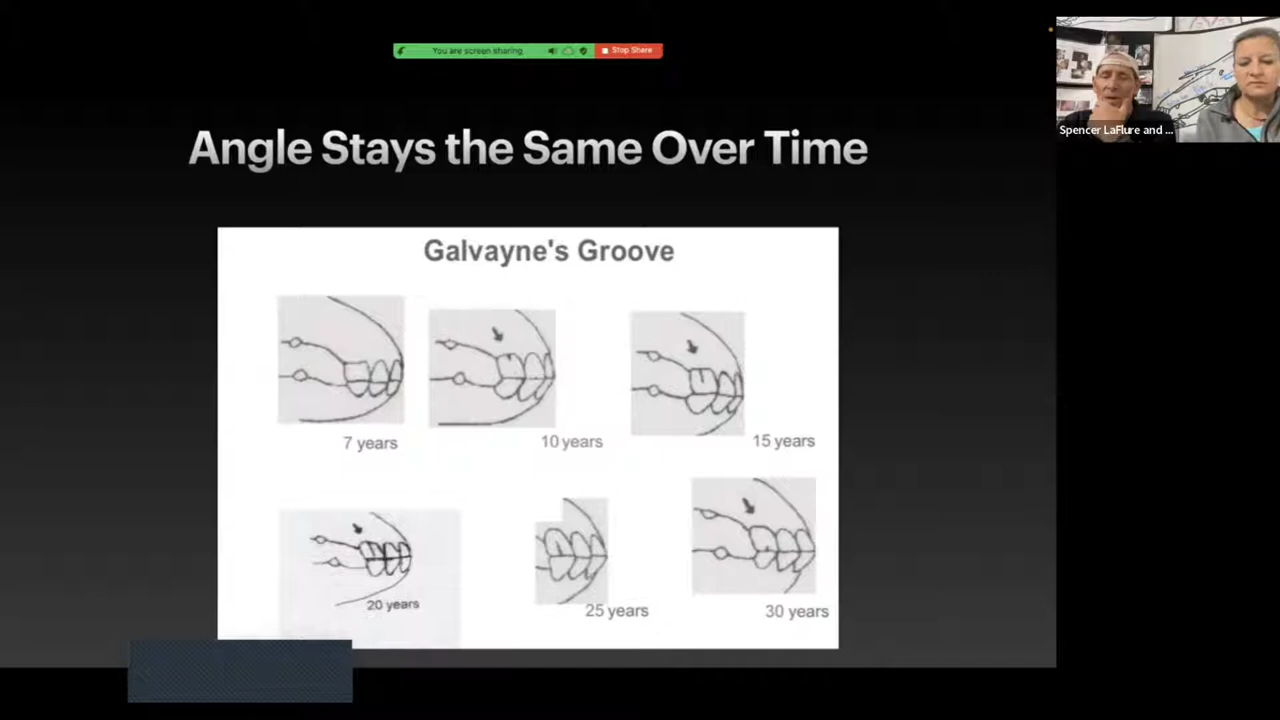 You are screen sharing
Stop Share
Spencer LaFlure and ...
Angle Stays the Same Over Time
Galvayne's Groove
7 years
10 years
15 years
20 years
25 years
30 years